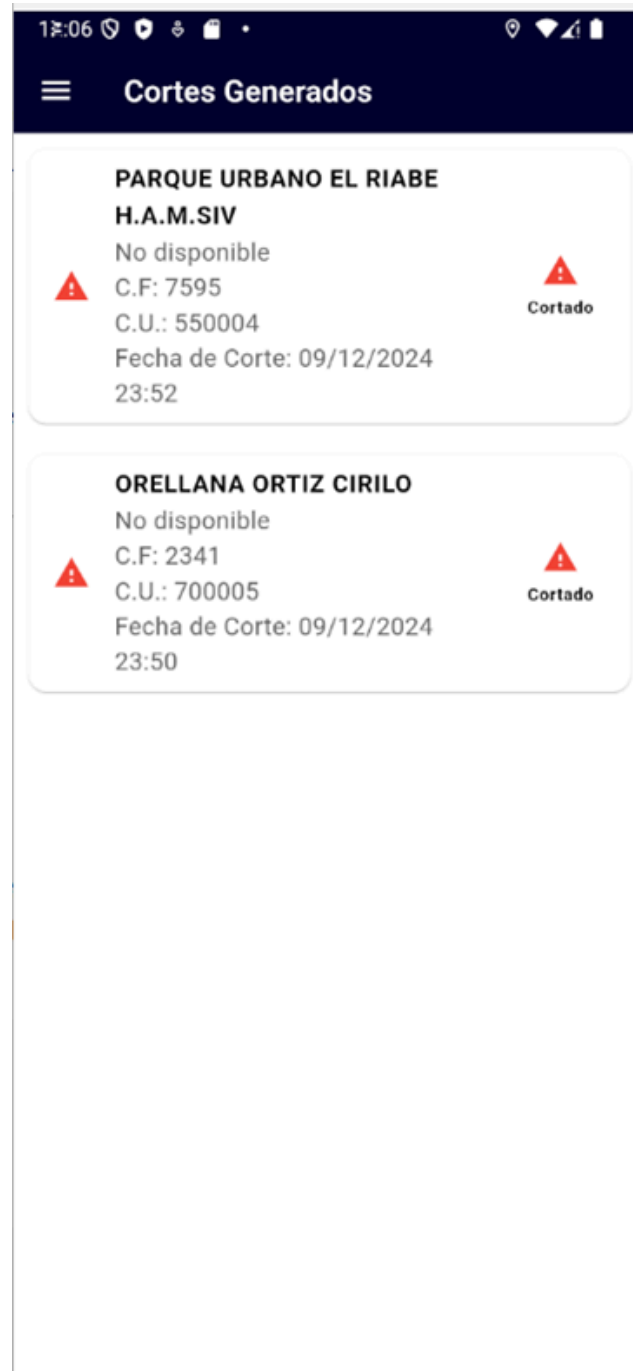 Cortes Generados
PARQUE URBANO EL RIABE
H.A.M.SIV
No disponible
C.F: 7595
C.U.: 550004
Fecha de Corte: 09/12/2024
23:52
Cortado
ORELLANA ORTIZ CIRILO
No disponible
C.F: 2341
C.U.: 700005
Fecha de Corte: 09/12/2024
23:50
Cortado